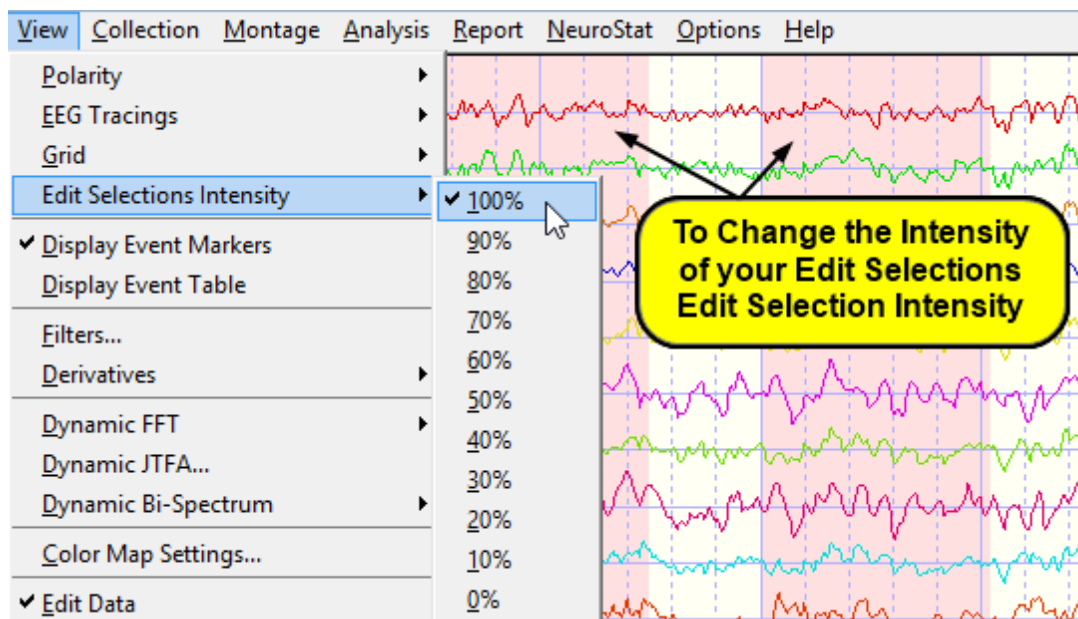 View Collection Montage Analysis Report NeuroStat Options Help
Polarity
EEG Tracings
Grid
Edit Selections Intensity
Display Event Markers
Display Event Table
Filters...
Derivatives
Dynamic FFT
Dynamic JTFA...
Dynamic Bi-Spectrum
Color Map Settings...
Edit Data
100%
90%
80%
70%
60%
50%
40%
30%
20%
10%
0%
To Change the Intensity
of your Edit Selections
Edit Selection Intensity